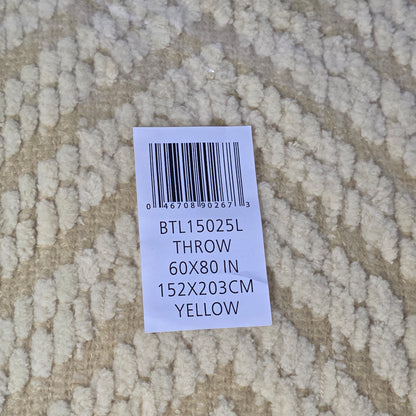 0 46708 90267 3
BTL15025L
THROW
60X80 IN
152X203CM
YELLOW